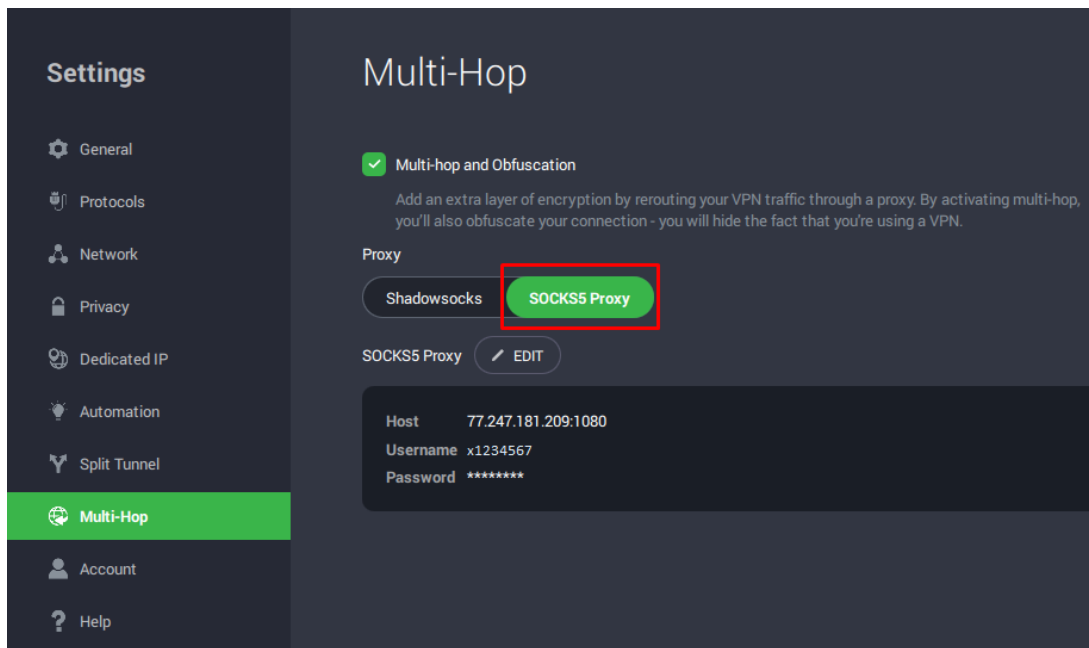 Settings
General
Protocols
Network
Privacy
Dedicated IP
Automation
Split Tunnel
Multi-Hop
Account
Help
Multi-Hop
Multi-hop and Obfuscation
Add an extra layer of encryption by rerouting your VPN traffic through a proxy. By activating multi-hop,
you'll also obfuscate your connection - you will hide the fact that you're using a VPN.
Proxy
Shadowsocks SOCKS5 Proxy
SOCKS5 Proxy EDIT
Host 77.247.181.209:1080
Username x1234567
Password ********